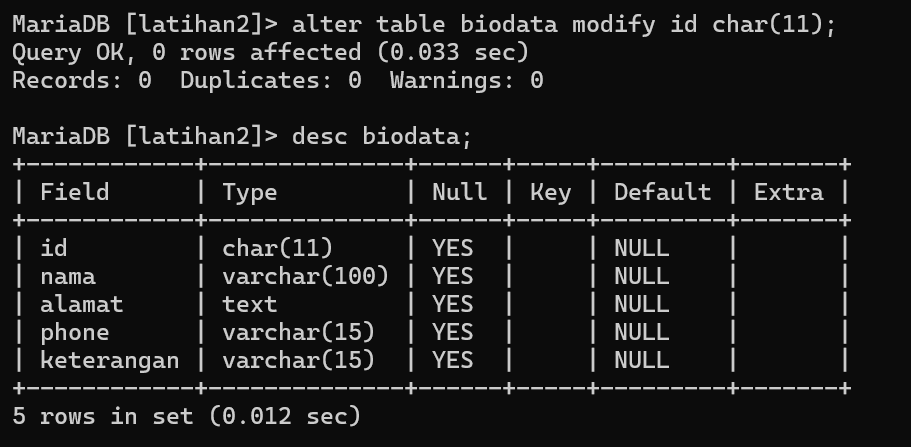 MariaDB [latihan2]> alter table biodata modify id char(11);
Query OK, 0 rows affected (0.033 sec)
Records: 0  Duplicates: 0  Warnings: 0

MariaDB [latihan2]> desc biodata;
+------------+--------------+------+-----+---------+-------+
| Field      | Type         | Null | Key | Default | Extra |
+------------+--------------+------+-----+---------+-------+
| id         | char(11)     | YES  |     | NULL    |       |
| nama       | varchar(100) | YES  |     | NULL    |       |
| alamat     | text         | YES  |     | NULL    |       |
| phone      | varchar(15)  | YES  |     | NULL    |       |
| keterangan | varchar(15)  | YES  |     | NULL    |       |
+------------+--------------+------+-----+---------+-------+
5 rows in set (0.012 sec)